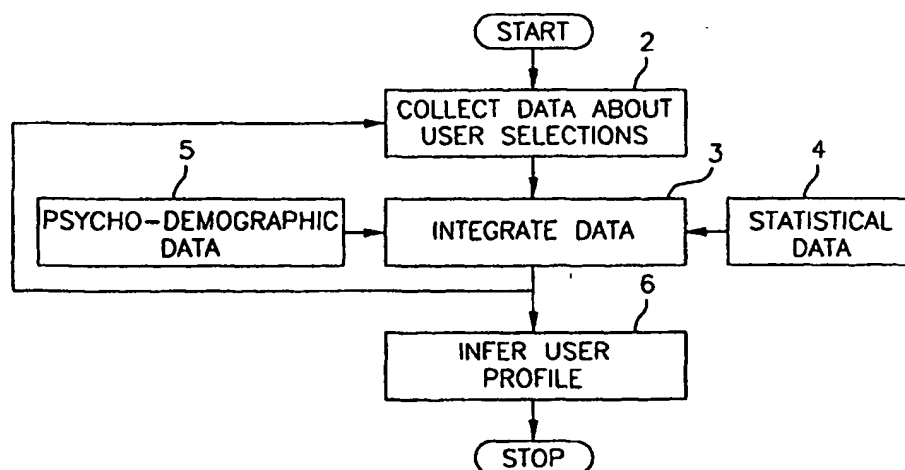 START
2
COLLECT DATA ABOUT
USER SELECTIONS
5
3
4
PSYCHO-DEMOGRAPHIC
DATA
INTEGRATE DATA
STATISTICAL
DATA
6
INFER USER
PROFILE
STOP